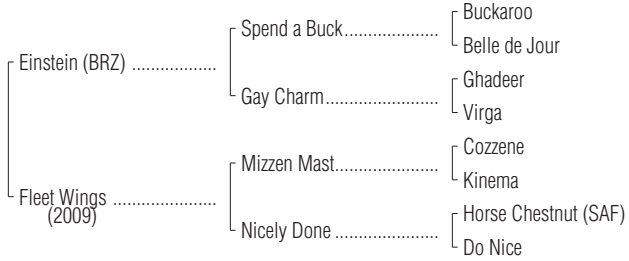 Buckaroo
Spend a Buck........................
Belle de Jour
Einstein (BRZ) ...................
Ghadeer
Gay Charm............................
Virga
Cozzene
Mizzen Mast..........................
Kinema
Fleet Wings .......................
(2009)
Horse Chestnut (SAF)
Nicely Done ..........................
Do Nice